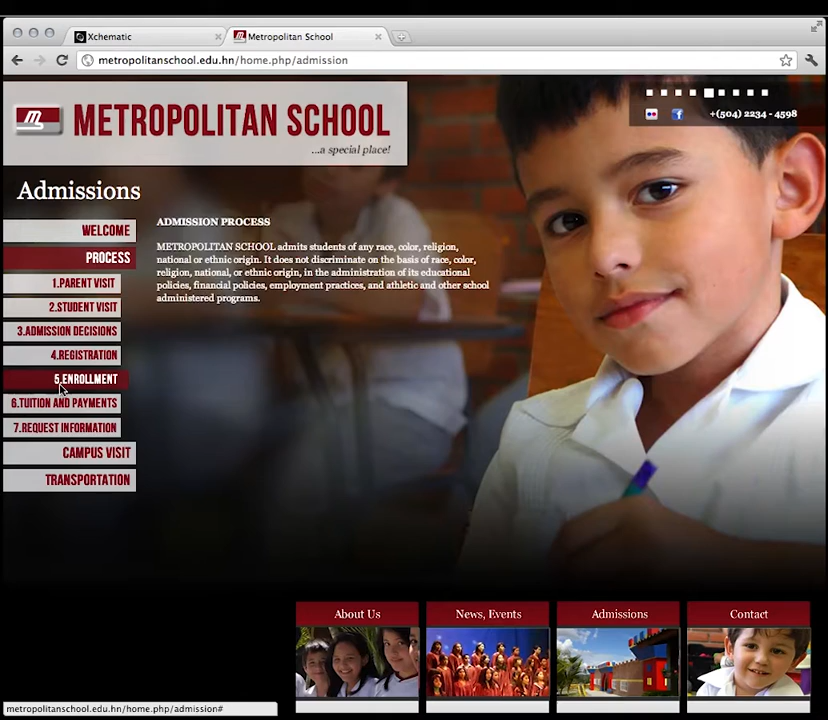 Xchematic
Metropolitan School
metropolitanschool.edu.hn/home.php/admission
METROPOLITAN SCHOOL
...a special place!
+(504) 2234 - 4598
Admissions
WELCOME
PROCESS
1.PARENT VISIT
2.STUDENT VISIT
3.ADMISSION DECISIONS
4.REGISTRATION
5.ENROLLMENT
6.TUITION AND PAYMENTS
7.REQUEST INFORMATION
CAMPUS VISIT
TRANSPORTATION
ADMISSION PROCESS
METROPOLITAN SCHOOL admits students of any race, color, religion,
national or ethnic origin. It does not discriminate on the basis of race, color,
religion, national, or ethnic origin, in the administration of its educational
policies, financial policies, employment practices, and athletic and other school
administered programs.
About Us
News, Events
Admissions
Contact
metropolitanschool.edu.hn/home.php/admission#